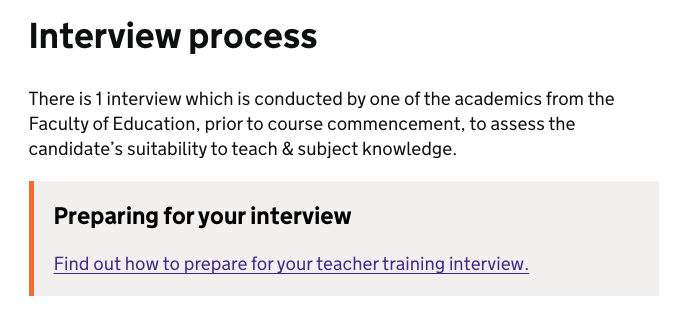 Interview process
There is 1 interview which is conducted by one of the academics from the
Faculty of Education, prior to course commencement, to assess the
candidate's suitability to teach & subject knowledge.
Preparing for your interview
Find out how to prepare for your teacher training interview.